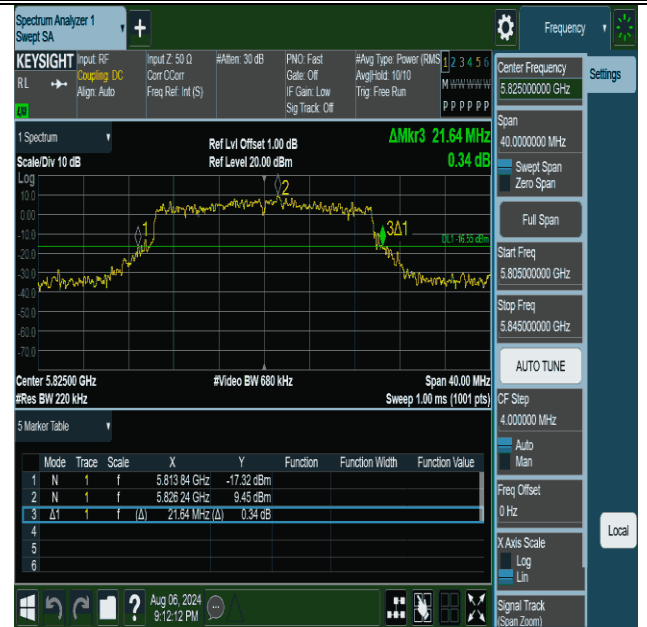 Spectrum Analyzer 1
Swept SA
+
Frequency
KEYSIGHT Input: RF Input Z: 50 Ω #Atten: 30 dB PNO: Fast #Avg Type: Power (RMS 1 2 3 4 5 6
RL Coupling: DC Corr CCorr Gate: Off Avg|Hold: 10/10 M W W W W W
Align: Auto Freq Ref: Int (S) IF Gain: Low Trig: Free Run
Sig Track: Off P P P P P P
1 Spectrum
Ref Lvl Offset 1.00 dB ΔMkr3 21.64 MHz
Scale/Div 10 dB Ref Level 20.00 dBm 0.34 dB
Log
10.0
0.00
-10.0
-20.0
-30.0
-40.0
-50.0
-60.0
-70.0
1
2
3Δ1
DL1 -16.55 dBm
Center 5.82500 GHz #Video BW 680 kHz Span 40.00 MHz
#Res BW 220 kHz Sweep 1.00 ms (1001 pts)
5 Marker Table
Mode Trace Scale X Y Function Function Width Function Value
1 N 1 f 5.813 84 GHz -17.32 dBm
2 N 1 f 5.826 24 GHz 9.45 dBm
3 Δ1 1 f (Δ) 21.64 MHz (Δ) 0.34 dB
4
5
6
?
Aug 06, 2024
9:12:12 PM
Center Frequency
5.825000000 GHz
Settings
Span
40.0000000 MHz
Swept Span
Zero Span
Full Span
Start Freq
5.805000000 GHz
Stop Freq
5.845000000 GHz
AUTO TUNE
CF Step
4.000000 MHz
Auto
Man
Freq Offset
0 Hz
X Axis Scale
Log
Lin
Local
Signal Track
(Span Zoom)